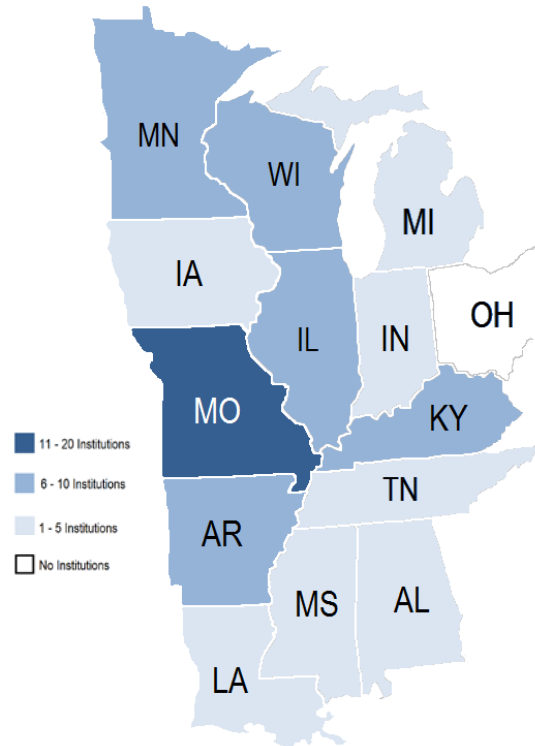 MN
WI
MI
IA
OH
IL
IN
MO
KY
11 - 20 Institutions
TN
6 - 10 Institutions
AR
1 - 5 Institutions
No Institutions
MS
AL
LA